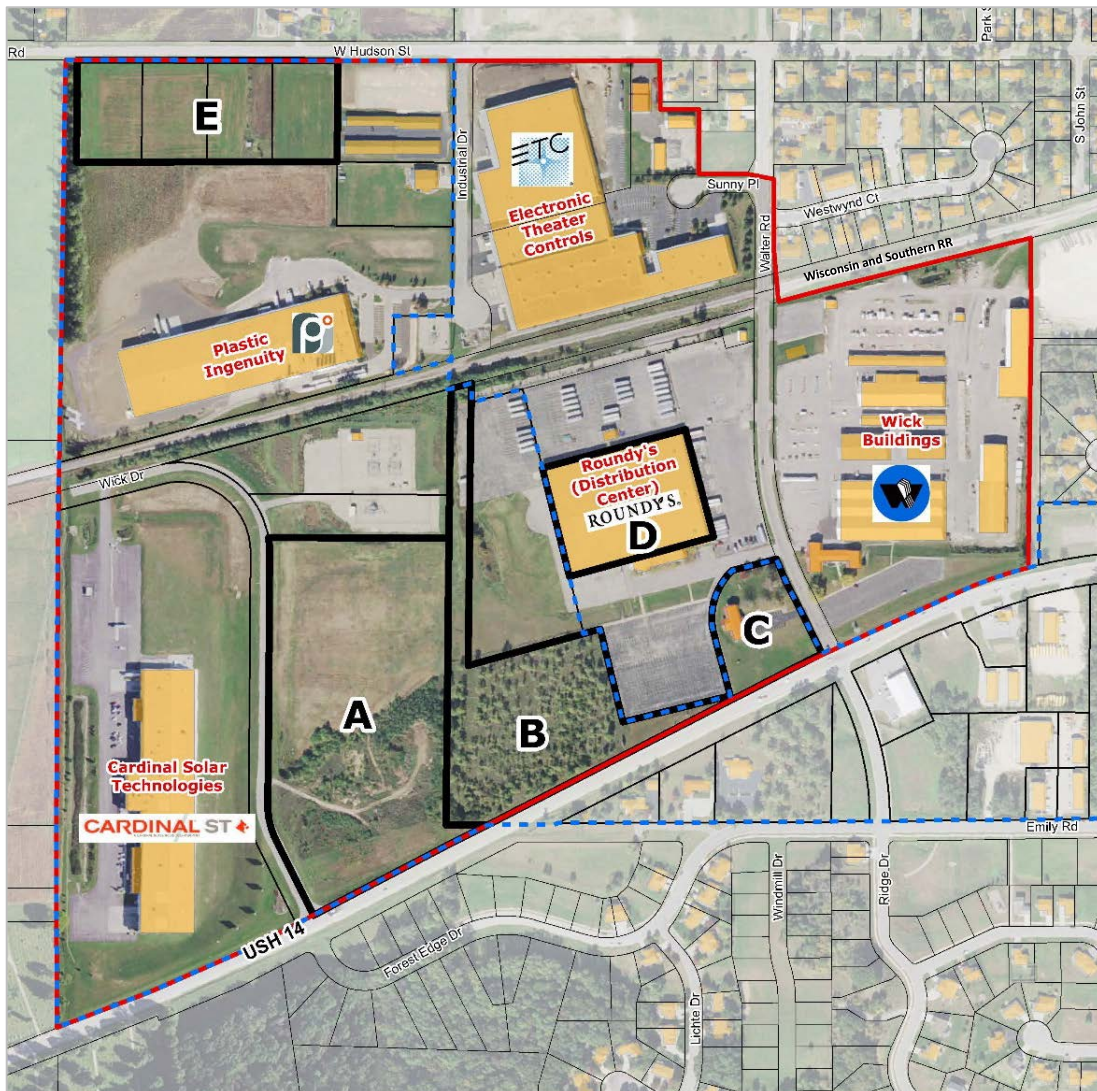 Rd
W Hudson St
Park S
S John St
E
Industrial Dr
ETC
Electronic
Theater
Controls
Sunny Pl
Westwynd Ct
Walter Rd
Wisconsin and Southern RR
Plastic
Ingenuity
Wick
Buildings
Wick Dr
Roundy's
(Distribution
Center)
ROUNDY'S.
D
C
A
B
Cardinal Solar
Technologies
CARDINAL ST
Emily Rd
USH 14
Forest Edge Dr
Windmill Dr
Ridge Dr
Lichte Dr